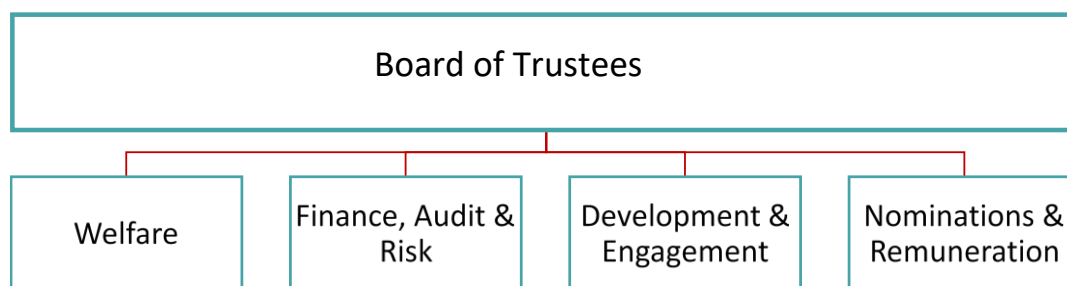 Board of Trustees
Welfare
Finance, Audit &
Risk
Development &
Engagement
Nominations &
Remuneration